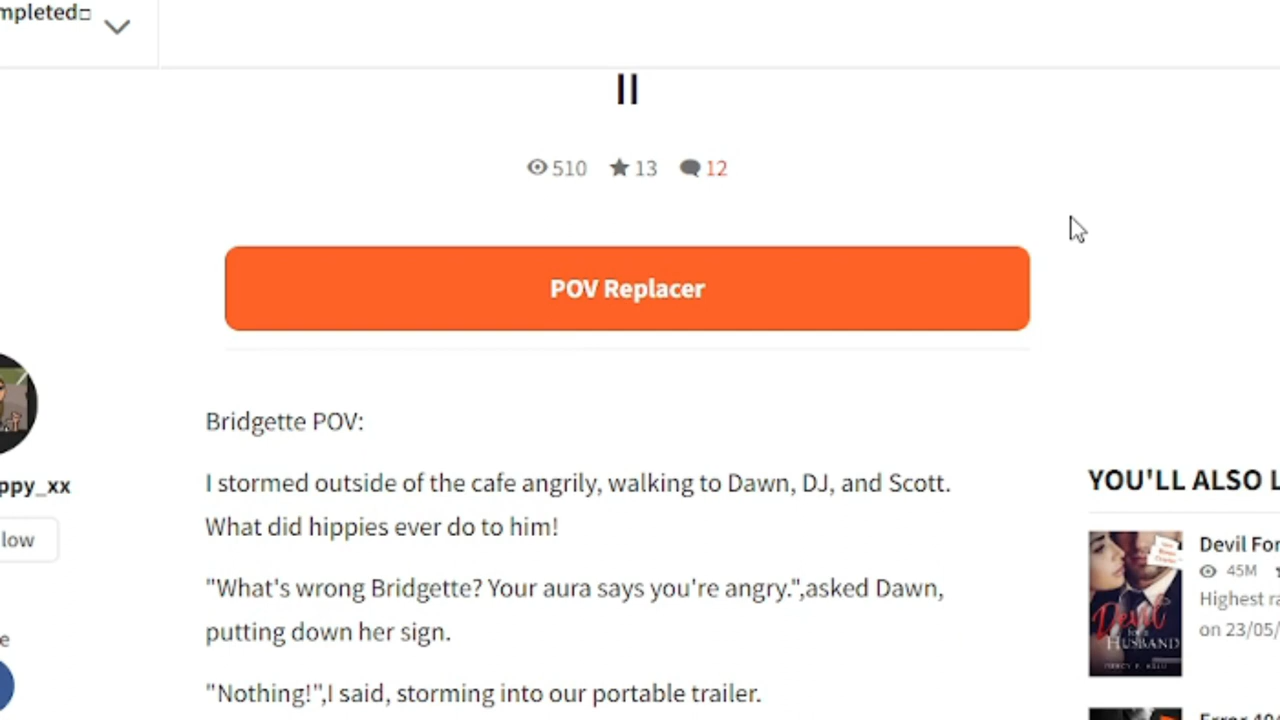 mpleted
II
510 13 12
POV Replacer
Bridgette POV:
I stormed outside of the cafe angrily, walking to Dawn, DJ, and Scott.
What did hippies ever do to him!
"What's wrong Bridgette? Your aura says you're angry.",asked Dawn,
putting down her sign.
"Nothing!",I said, storming into our portable trailer.
ppy_xx
low
e
YOU'LL ALSO L
Devil For
45M
Highest ra
on 23/05/
Devil
HUSBAND